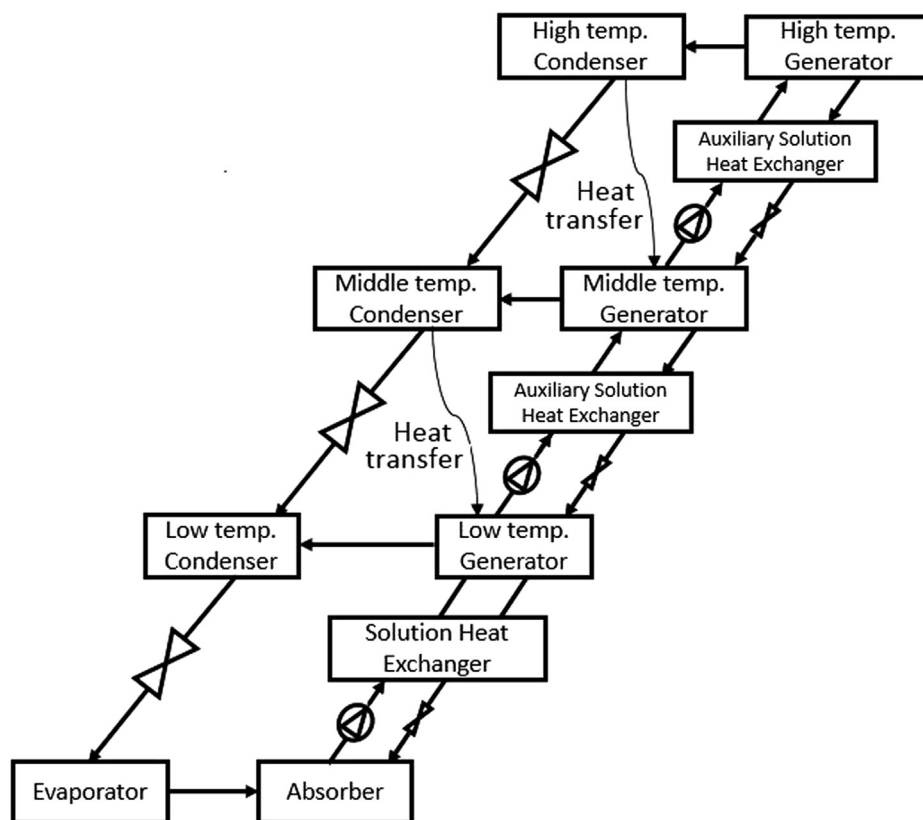 High temp.
Condenser
High temp.
Generator
Auxiliary Solution
Heat Exchanger
Heat
transfer
Middle temp.
Condenser
Middle temp.
Generator
Auxiliary Solution
Heat Exchanger
Heat
transfer
Low temp.
Condenser
Low temp.
Generator
Solution Heat
Exchanger
Evaporator
Absorber